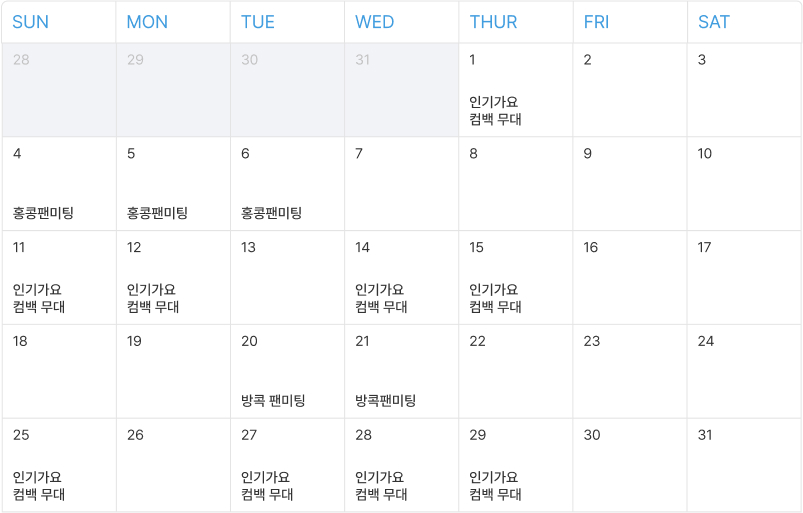 SUN MON TUE WED THUR FRI SAT
28 29 30 31 1 2 3
인기가요
컴백 무대
4 5 6 7 8 9 10
홍콩팬미팅 홍콩팬미팅 홍콩팬미팅
11 12 13 14 15 16 17
인기가요 인기가요 인기가요 인기가요
컴백 무대 컴백 무대 컴백 무대 컴백 무대
18 19 20 21 22 23 24
방콕 팬미팅 방콕팬미팅
25 26 27 28 29 30 31
인기가요 인기가요 인기가요 인기가요
컴백 무대 컴백 무대 컴백 무대 컴백 무대